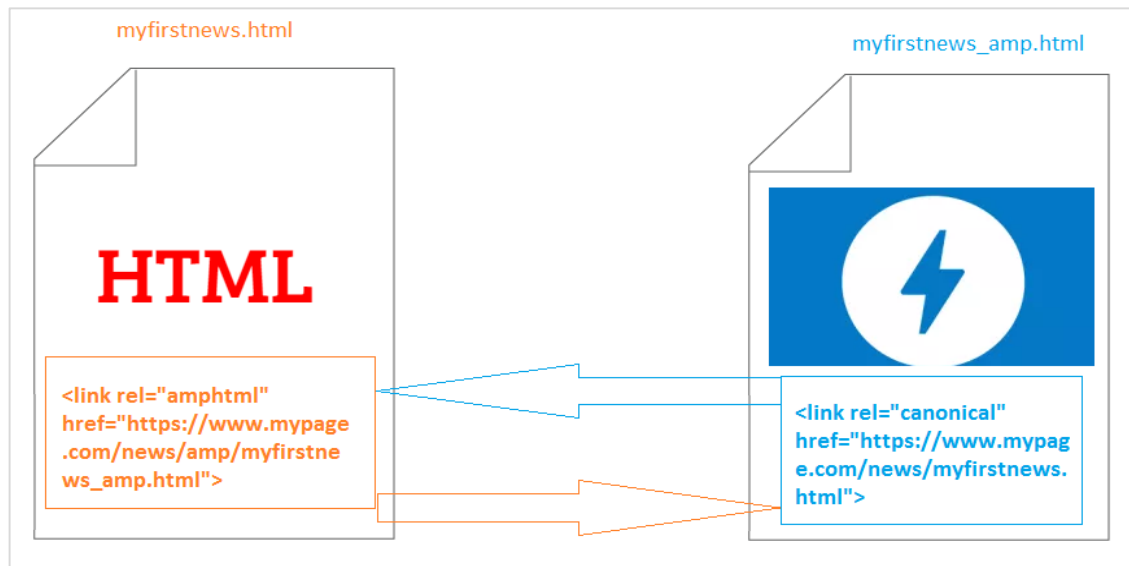 myfirstnews.html
myfirstnews_amp.html
HTML
<link rel="amphtml"
href="https://www.mypage
.com/news/amp/myfirstne
ws_amp.html">
<link rel="canonical"
href="https://www.mypag
e.com/news/myfirstnews.
html">